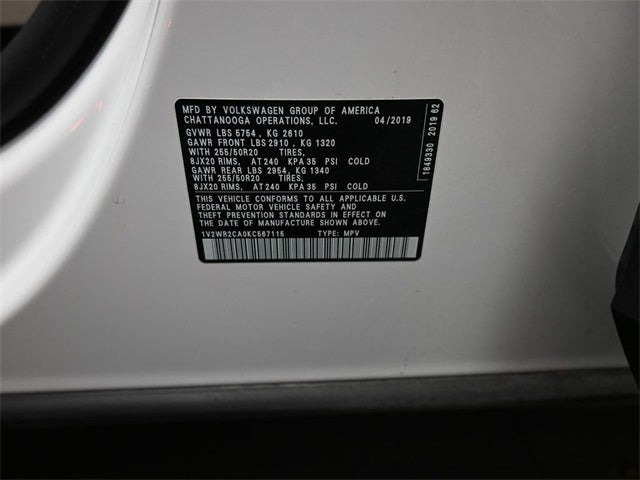 MFD BY VOLKSWAGEN GROUP OF AMERICA
CHATTANOOGA OPERATIONS, LLC. 04/2019
GVWR LBS 5754 , KG 2610
GAWR FRONT LBS 2910 , KG 1320
WITH 255/50R20 TIRES,
8JX20 RIMS, AT 240 KPA 35 PSI COLD
GAWR REAR LBS 2954 , KG 1340
WITH 255/50R20 TIRES,
8JX20 RIMS, AT 240 KPA 35 PSI COLD
THIS VEHICLE CONFORMS TO ALL APPLICABLE U.S.
FEDERAL MOTOR VEHICLE SAFETY AND
THEFT PREVENTION STANDARDS IN EFFECT ON
THE DATE OF MANUFACTURE SHOWN ABOVE.
1V2WR2CA0KC567115 TYPE: MPV
1849330 2019 62